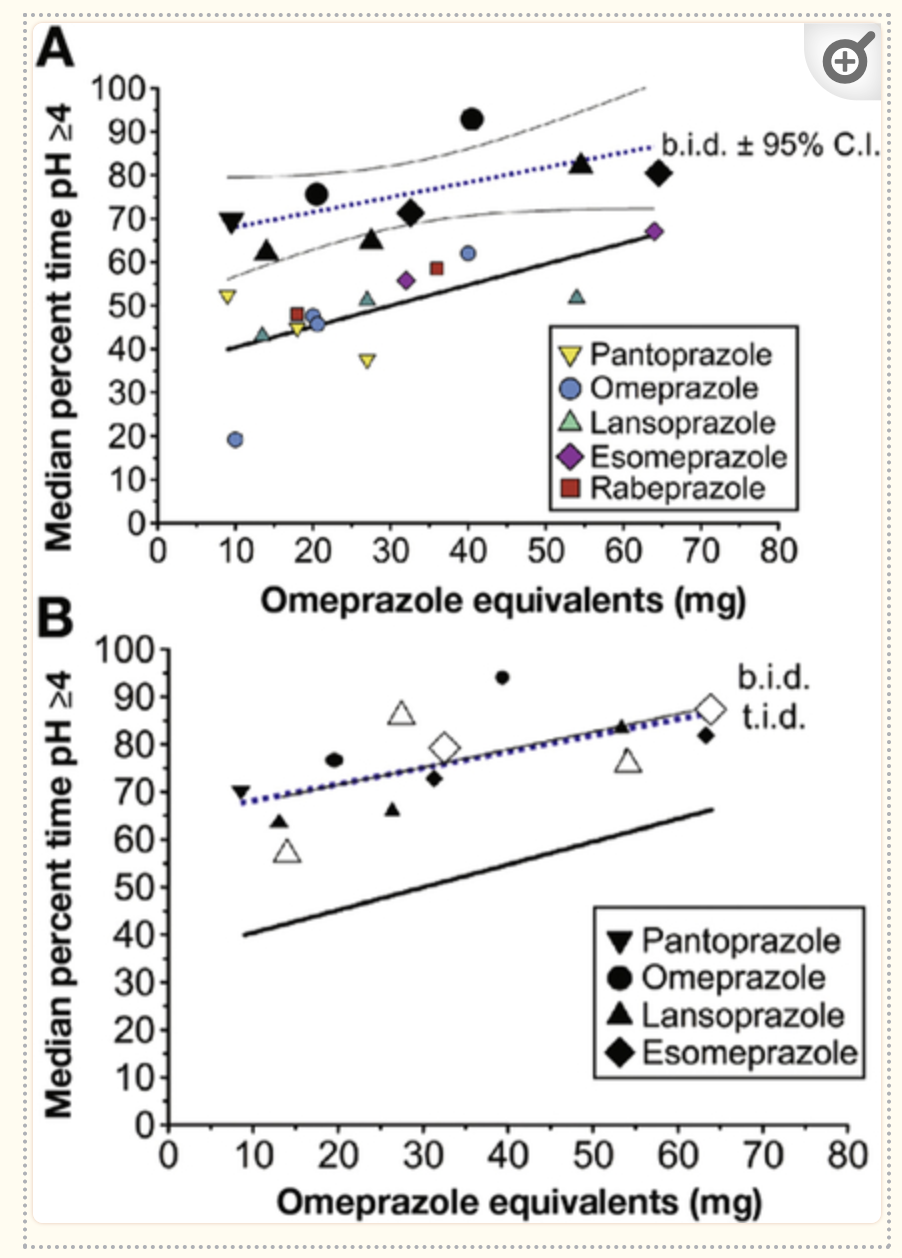 A
Median percent time pH ≥4
100
90
80
70
60
50
40
30
20
10
0
b.i.d. ± 95% C.I.
Pantoprazole
Omeprazole
Lansoprazole
Esomeprazole
Rabeprazole
0 10 20 30 40 50 60 70 80
Omeprazole equivalents (mg)
B
Median percent time pH ≥4
100
90
80
70
60
50
40
30
20
10
0
b.i.d.
t.i.d.
Pantoprazole
Omeprazole
Lansoprazole
Esomeprazole
0 10 20 30 40 50 60 70 80
Omeprazole equivalents (mg)